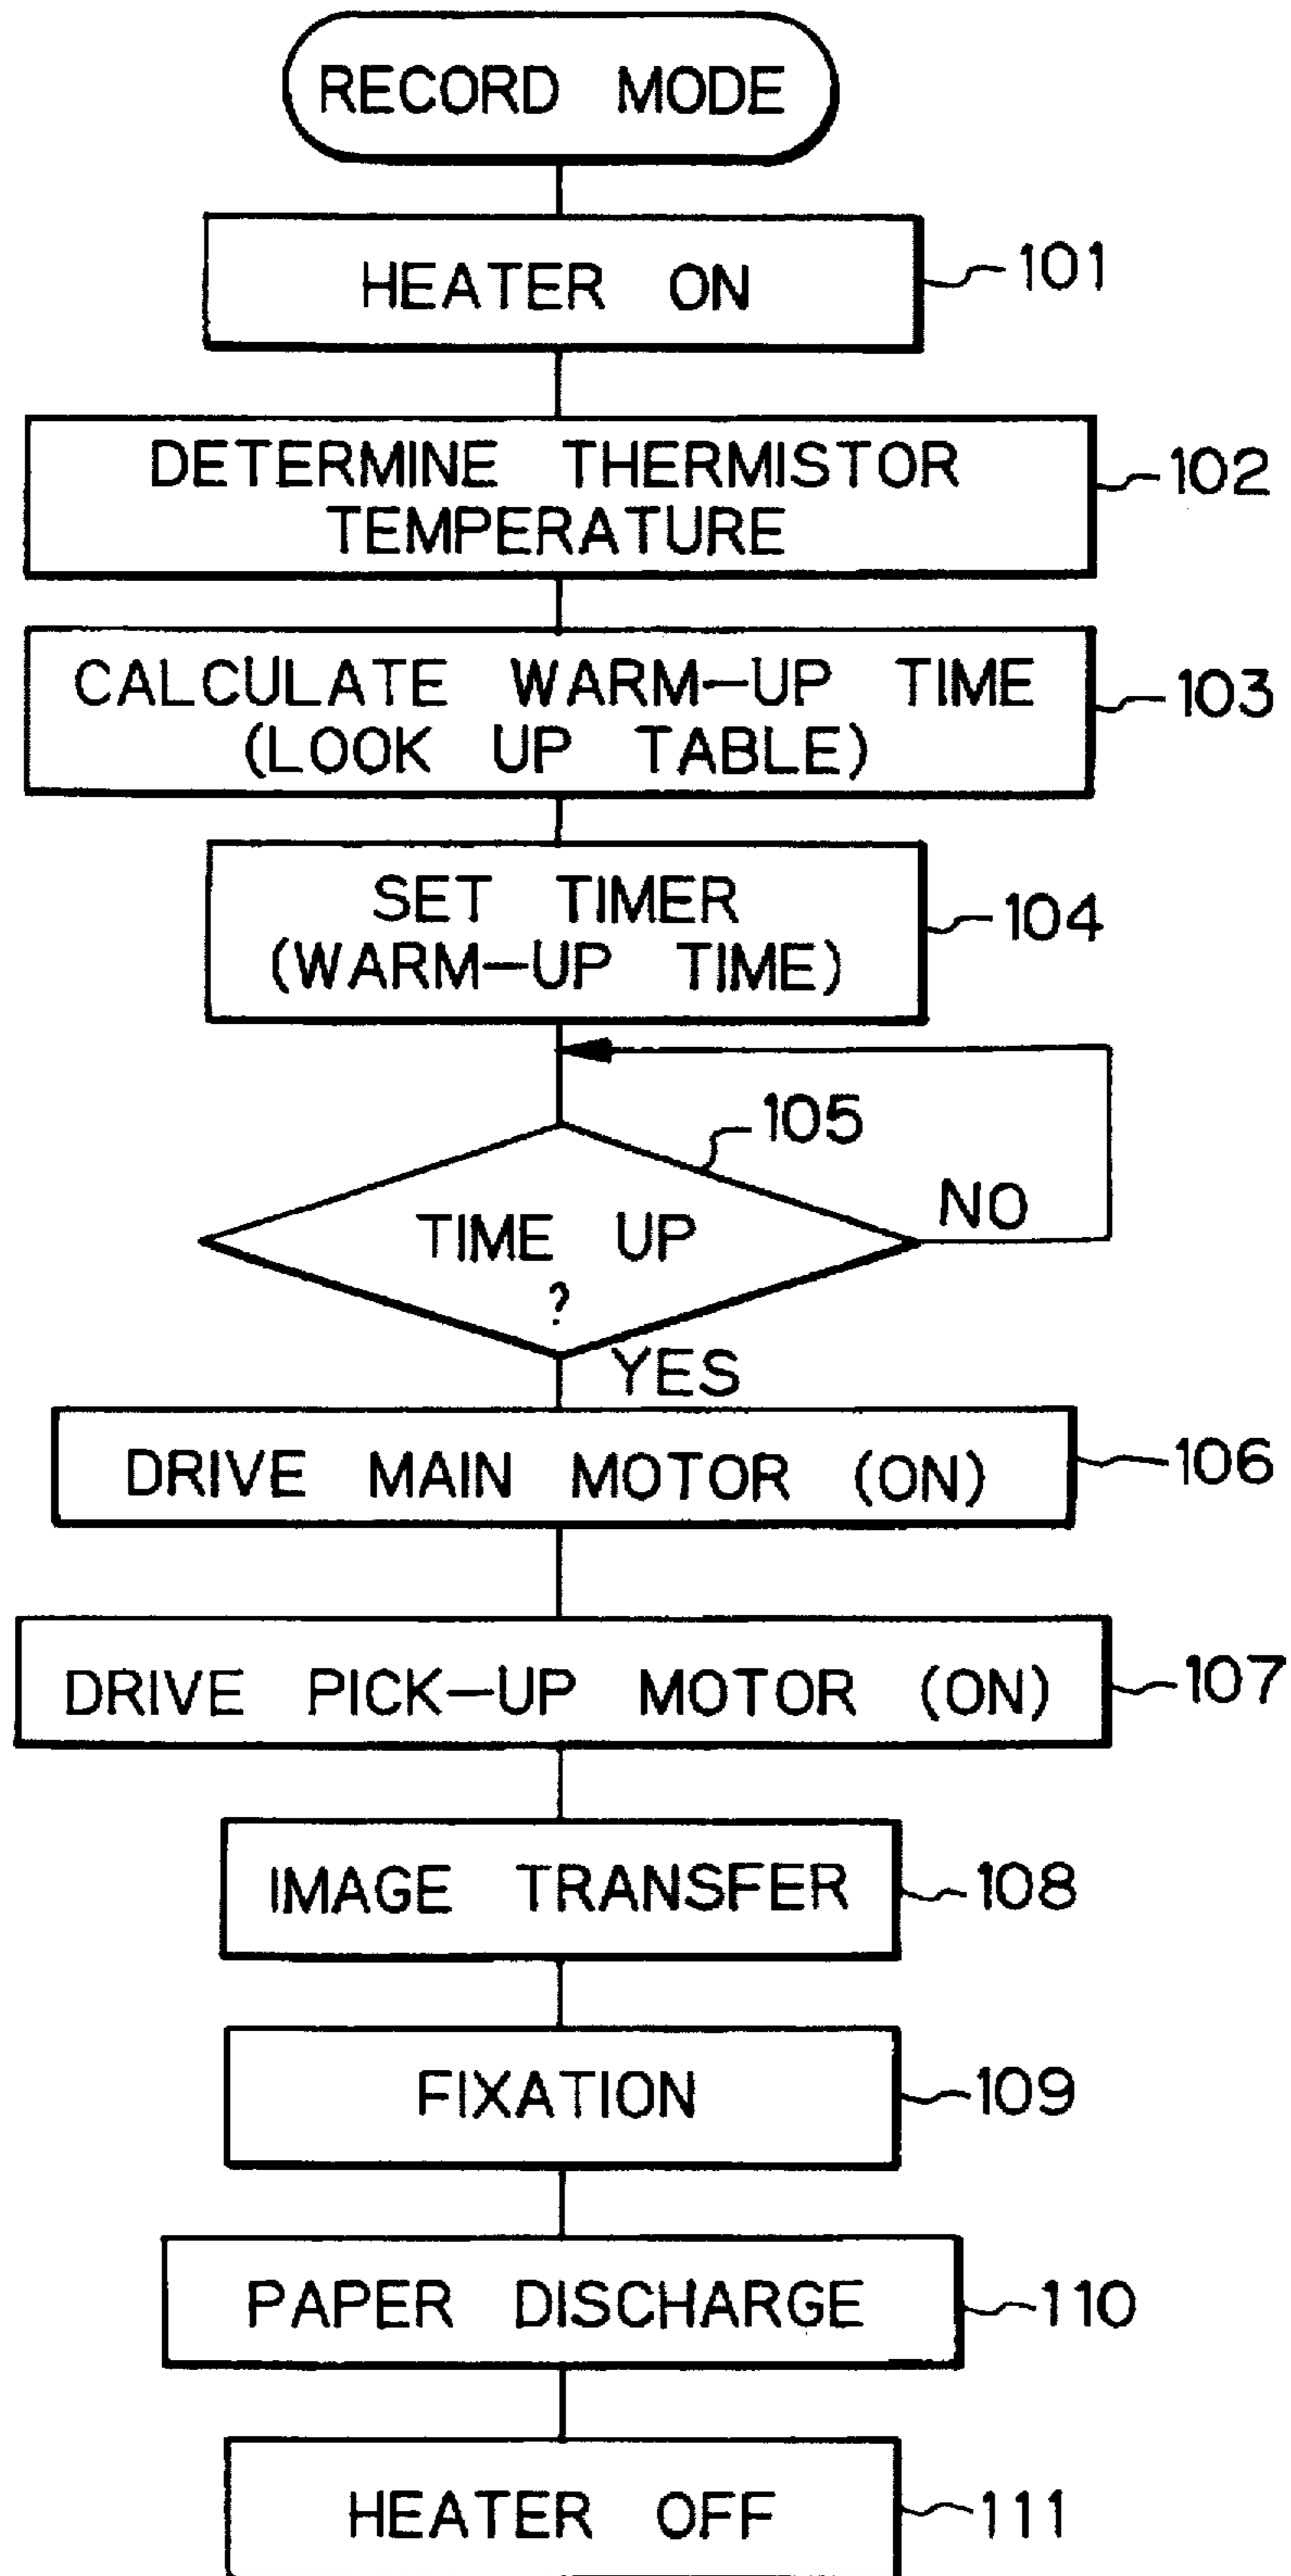 RECORD MODE
HEATER ON
101
DETERMINE THERMISTOR
TEMPERATURE
102
CALCULATE WARM-UP TIME
(LOOK UP TABLE)
103
SET TIMER
(WARM-UP TIME)
104
105
TIME UP
?
NO
YES
DRIVE MAIN MOTOR (ON)
106
DRIVE PICK-UP MOTOR (ON)
107
IMAGE TRANSFER
108
FIXATION
109
PAPER DISCHARGE
110
HEATER OFF
111